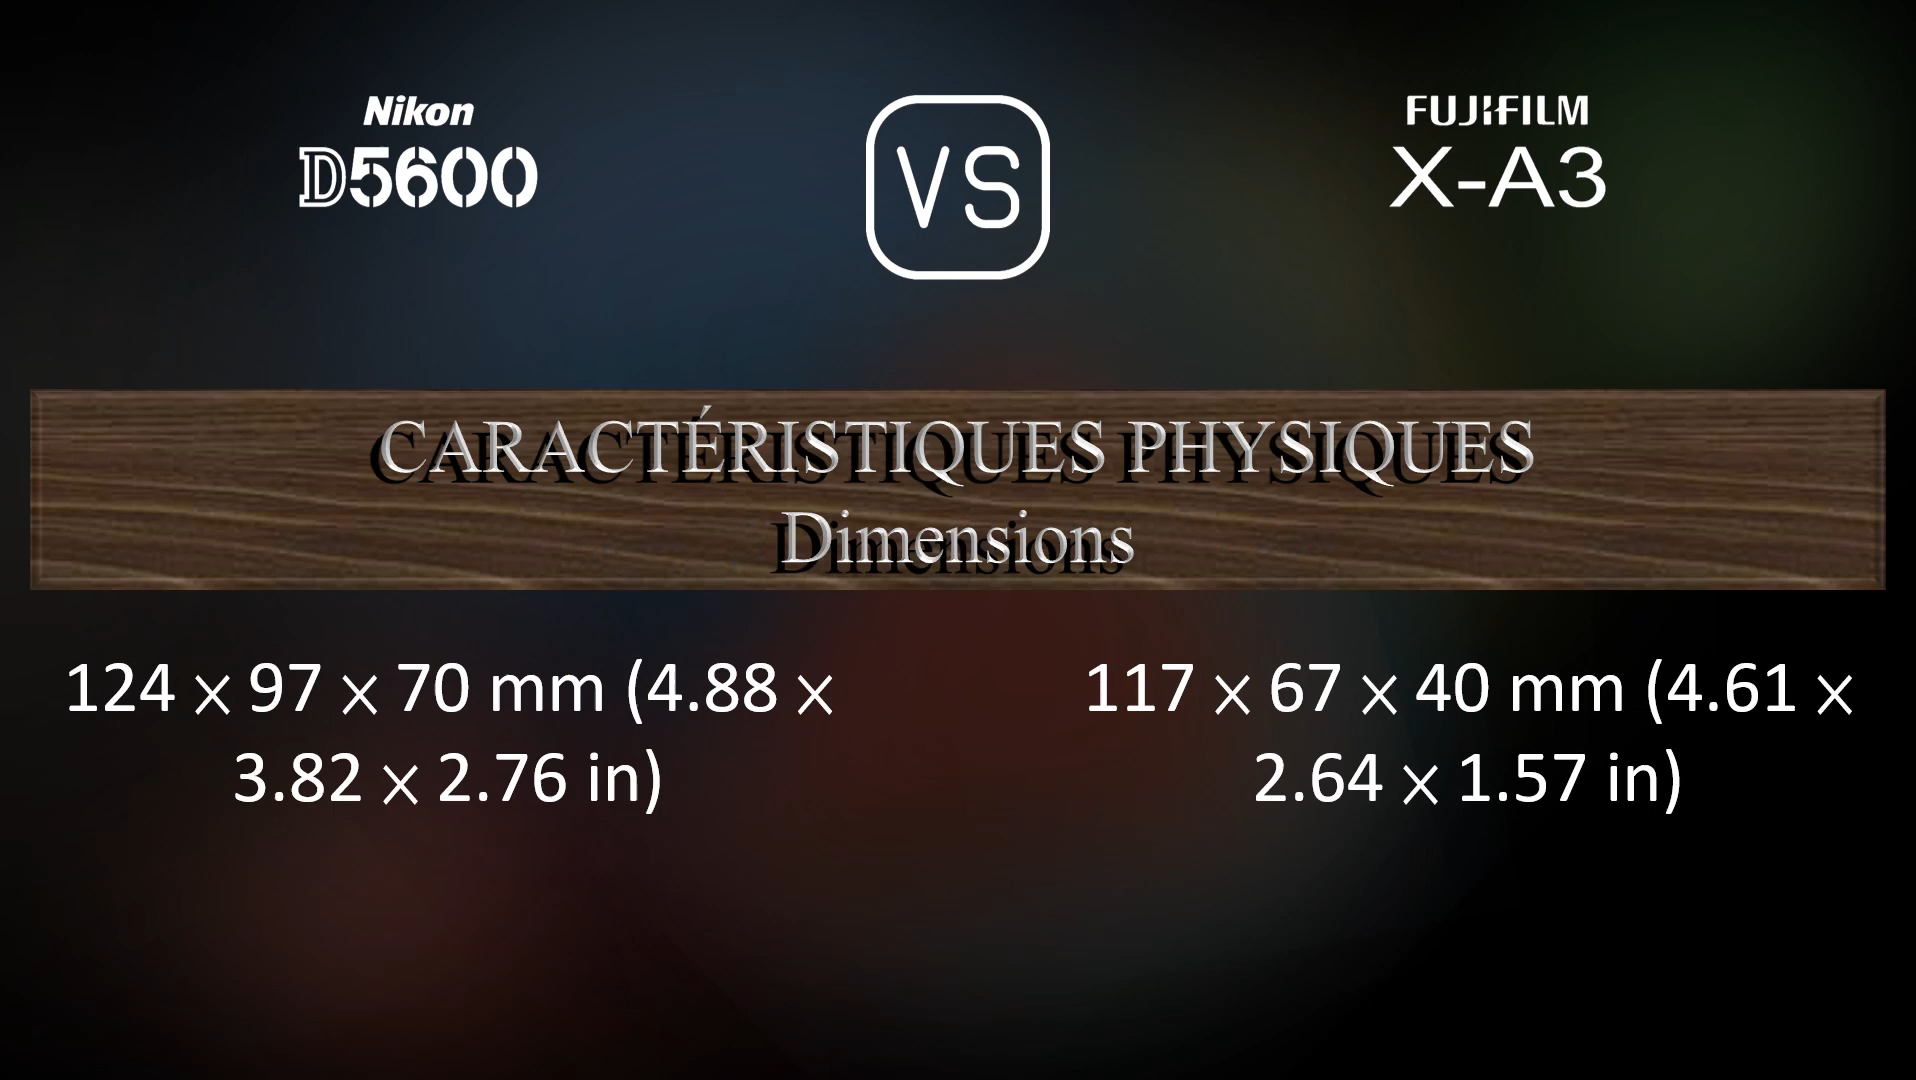 Nikon
D5600
VS
FUJIFILM
X-A3
CARACTÉRISTIQUES PHYSIQUES
Dimensions
124 x 97 x 70 mm (4.88 x
3.82 x 2.76 in)
117 x 67 x 40 mm (4.61 x
2.64 x 1.57 in)